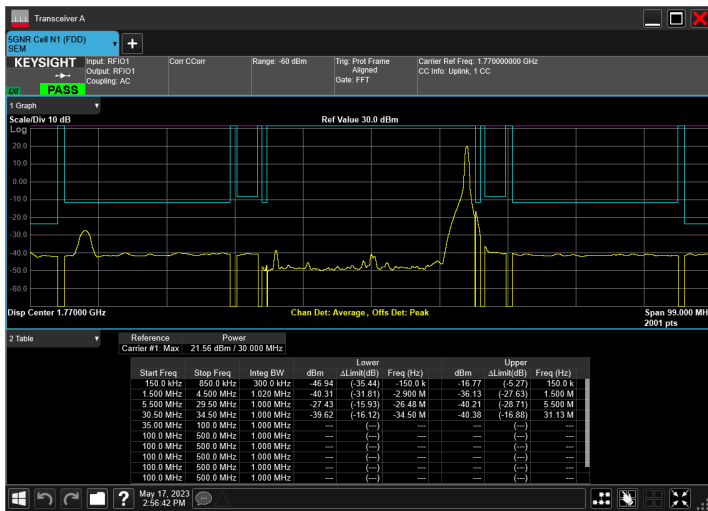 Transceiver A
5GNR Cell N1 (FDD)
SEM
KEYSIGHT
PASS
Input: RFIO1
Output: RFIO1
Coupling: AC
Corr CCorr
Range: -60 dBm
Trig: Prot Frame
Aligned
Gate: FFT
Carrier Ref Freq: 1.770000000 GHz
CC Info: Uplink, 1 CC
1 Graph
Scale/Div 10 dB
Ref Value 30.0 dBm
Log
20.0
10.0
0.00
-10.0
-20.0
-30.0
-40.0
-50.0
-60.0
Disp Center 1.77000 GHz
Chan Det: Average, Offs Det: Peak
Span 99.000 MH
2001 pts
2 Table
Reference Power
Carrier #1: Max 21.56 dBm / 30.000 MHz
Lower Upper
Start Freq Stop Freq Integ BW dBm ΔLimit(dB) Freq (Hz) dBm ΔLimit(dB) Freq (Hz)
150.0 kHz 850.0 kHz 300.0 kHz -46.94 (-35.44) -150.0 k -16.77 (-5.27) 150.0 k
1.500 MHz 4.500 MHz 1.020 MHz -40.31 (-31.81) -2.900 M -36.13 (-27.63) 1.500 M
5.500 MHz 29.50 MHz 1.000 MHz -27.43 (-15.93) -26.48 M -40.21 (-28.71) 5.500 M
30.50 MHz 34.50 MHz 1.000 MHz -39.62 (-16.12) -34.50 M -40.38 (-16.88) 31.13 M
35.00 MHz 100.0 MHz 1.000 MHz --- (---) --- --- (---) ---
100.0 MHz 500.0 MHz 1.000 MHz --- (---) --- --- (---) ---
100.0 MHz 500.0 MHz 1.000 MHz --- (---) --- --- (---) ---
100.0 MHz 500.0 MHz 1.000 MHz --- (---) --- --- (---) ---
100.0 MHz 500.0 MHz 1.000 MHz --- (---) --- --- (---) ---
100.0 MHz 500.0 MHz 1.000 MHz --- (---) --- --- (---) ---
May 17, 2023
2:56:42 PM